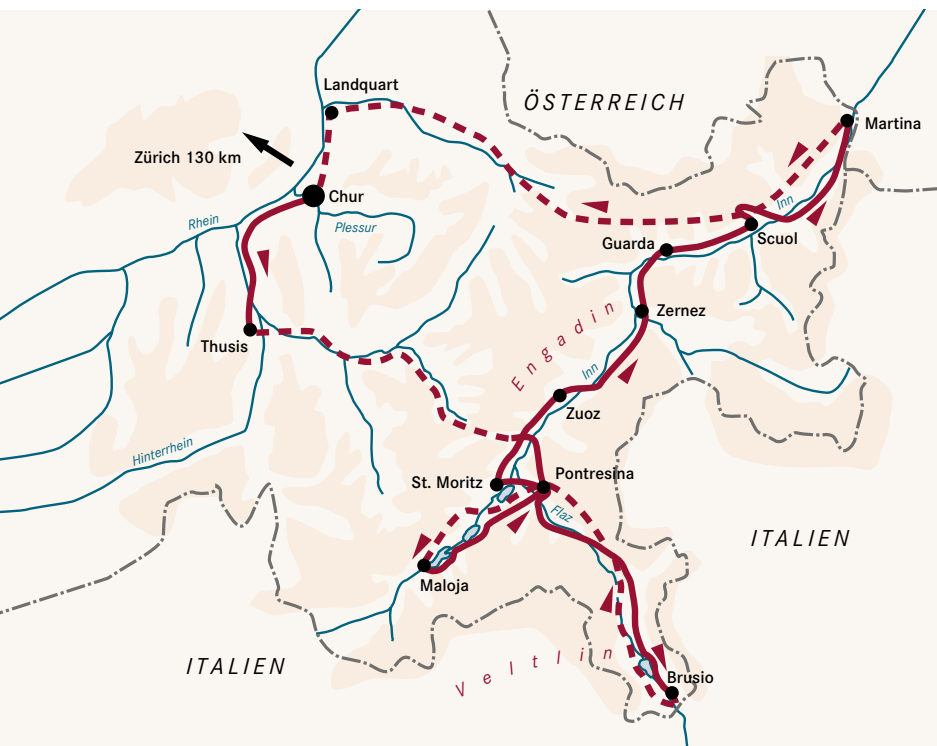 Landquart
ÖSTERREICH
Martina
Zürich 130 km
Chur
Rhein
Plessur
Inn
Scuol
Guarda
Zernez
Thusis
Engadin
Inn
Zuoz
Hinterrhein
St. Moritz
Pontresina
Flaz
ITALIEN
Maloja
ITALIEN
Veltlin
Brusio